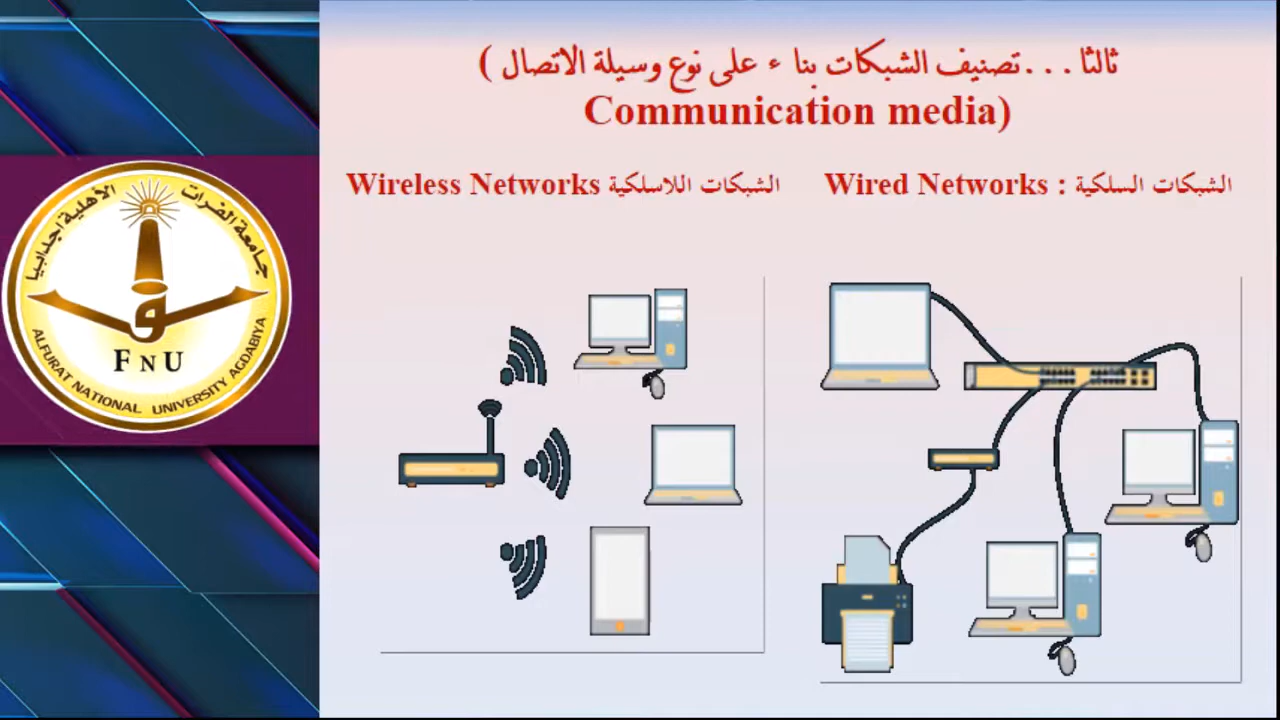 ثالثا . . .تصنيف الشبكات بنا ء على نوع وسيلة الاتصال (
Communication media)
الشبكات السلكية : Wired Networks
الشبكات اللاسلكية Wireless Networks
جامعة الفرات الأهلية اجدابيا
FNU
ALFURAT NATIONAL UNIVERSITY AGDABIYA